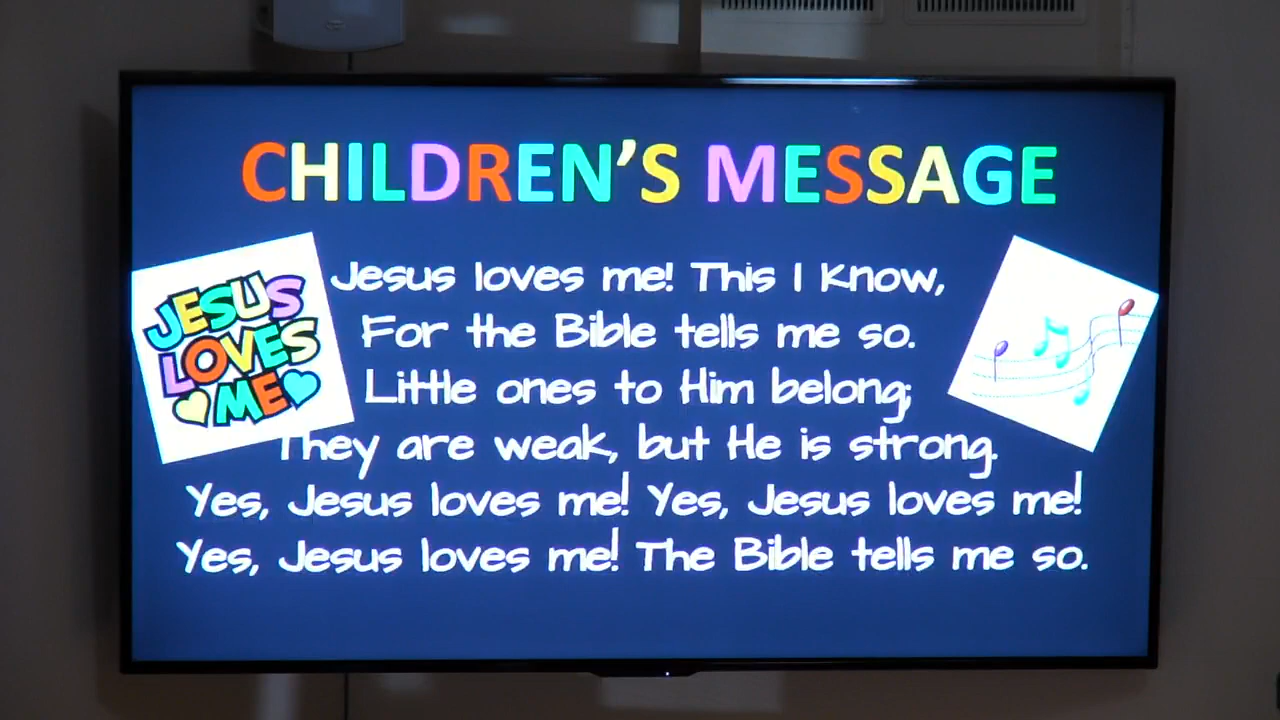 CHILDREN'S MESSAGE
JESUS
LOVES
ME
Jesus loves me! This I know,
For the Bible tells me so.
Little ones to Him belong;
They are weak, but He is strong.
Yes, Jesus loves me! Yes, Jesus loves me!
Yes, Jesus loves me! The Bible tells me so.